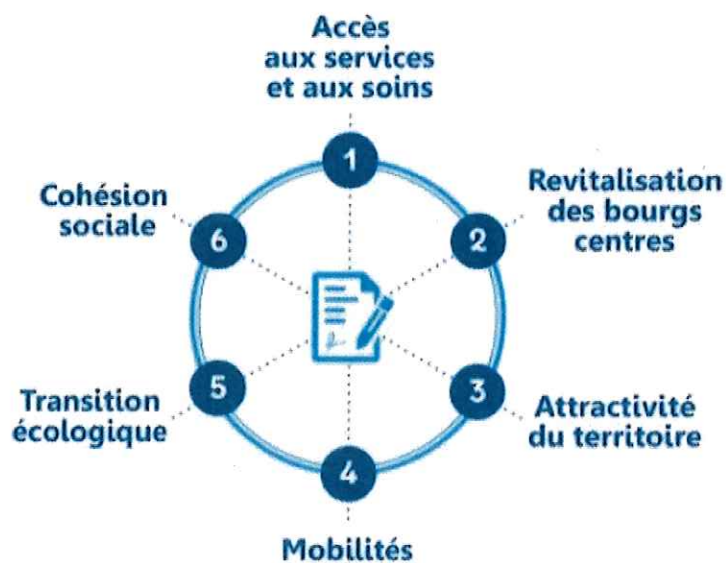 Accès
aux services
et aux soins
1
Revitalisation
des bourgs
centres
2
3
Attractivité
du territoire
4
Mobilités
5
Transition
écologique
6
Cohésion
sociale